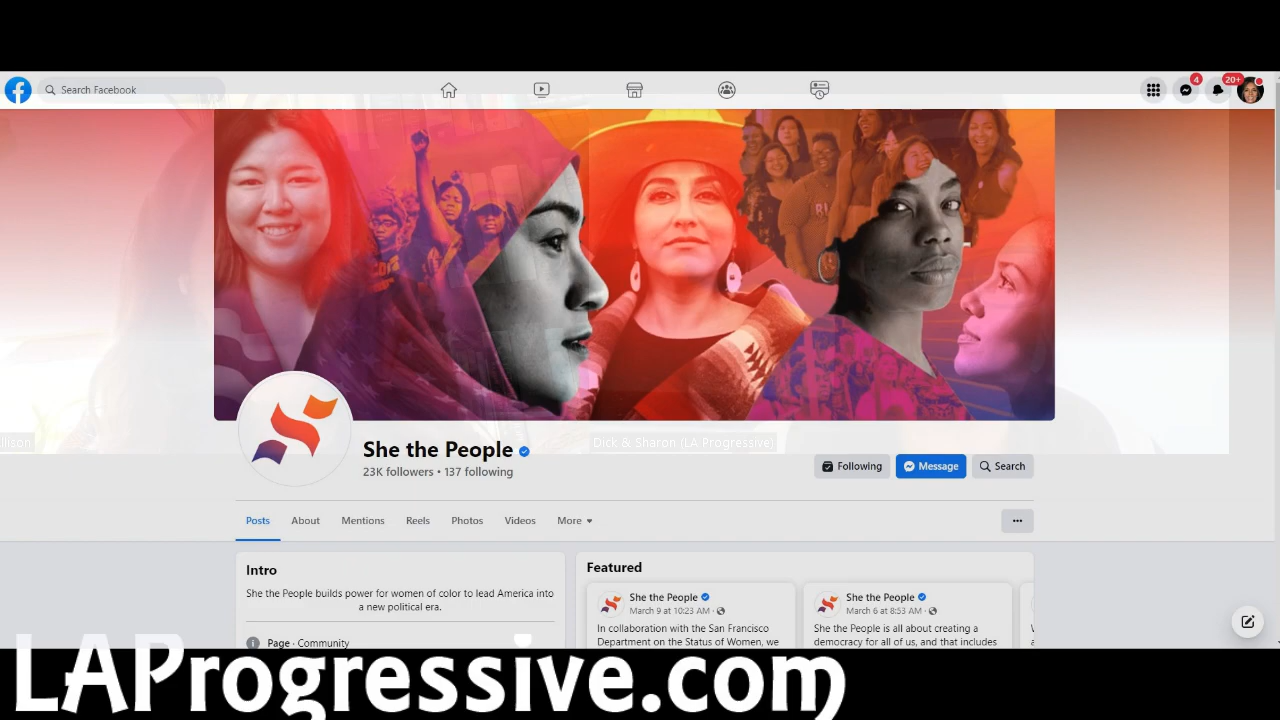 Search Facebook
4
20+
llison
Dick & Sharon (LA Progressive)
She the People
23K followers • 137 following
Following
Message
Search
Posts
About
Mentions
Reels
Photos
Videos
More
Intro
She the People builds power for women of color to lead America into
a new political era.
Page · Community
Featured
She the People
March 9 at 10:23 AM ·
In collaboration with the San Francisco
Department on the Status of Women, we
She the People
March 6 at 8:53 AM ·
She the People is all about creating a
democracy for all of us, and that includes
LAProgressive.com